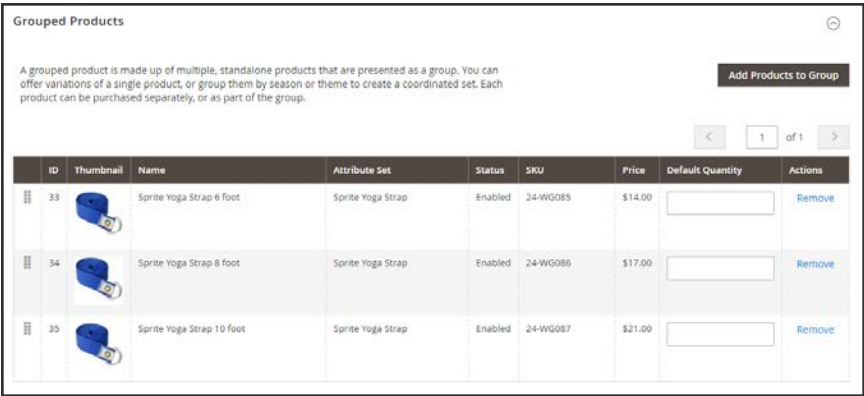 Grouped Products
A grouped product is made up of multiple, standalone products that are presented as a group. You can
offer variations of a single product, or group them by season or theme to create a coordinated set. Each
product can be purchased separately, or as part of the group.
Add Products to Group
1 of 1
ID Thumbnail Name Attribute Set Status SKU Price Default Quantity Actions
33 Sprite Yoga Strap 6 foot Sprite Yoga Strap Enabled 24-WG085 $14.00 Remove
34 Sprite Yoga Strap 8 foot Sprite Yoga Strap Enabled 24-WG086 $17.00 Remove
35 Sprite Yoga Strap 10 foot Sprite Yoga Strap Enabled 24-WG087 $21.00 Remove